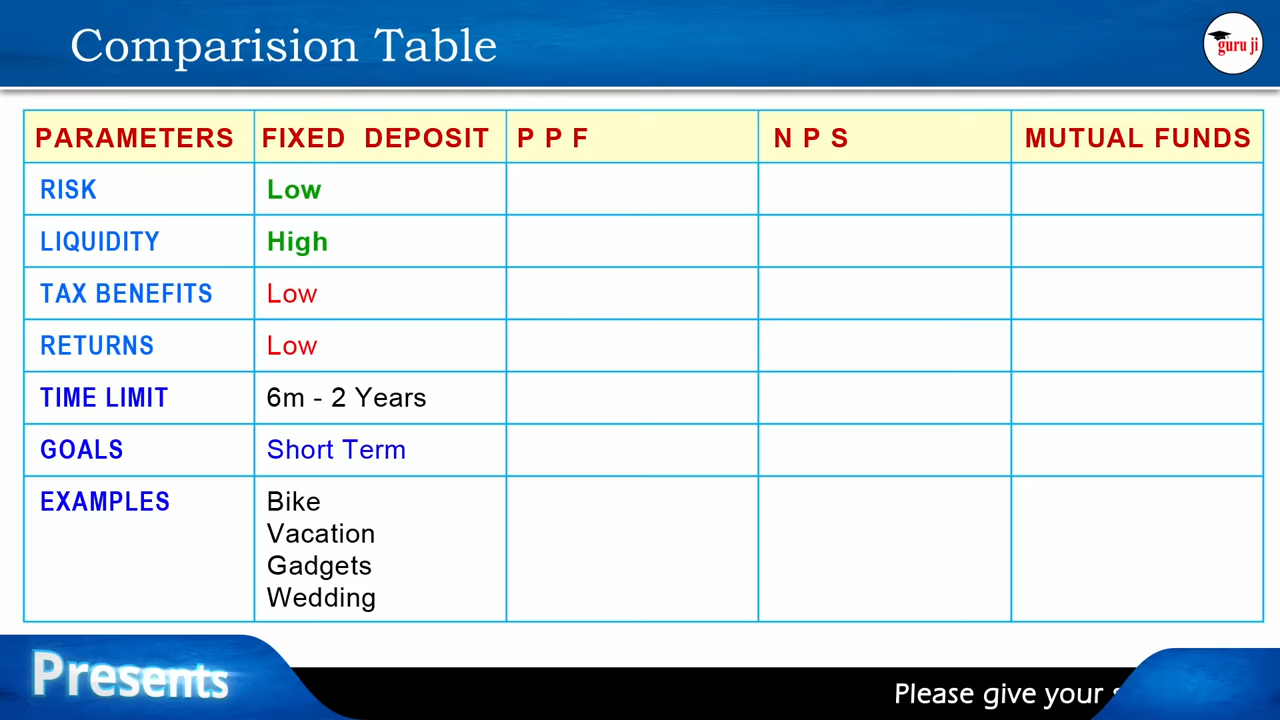 Comparision Table
guru ji
PARAMETERS FIXED DEPOSIT P P F N P S MUTUAL FUNDS
RISK Low
LIQUIDITY High
TAX BENEFITS Low
RETURNS Low
TIME LIMIT 6m - 2 Years
GOALS Short Term
EXAMPLES Bike
Vacation
Gadgets
Wedding
Presents
Please give your